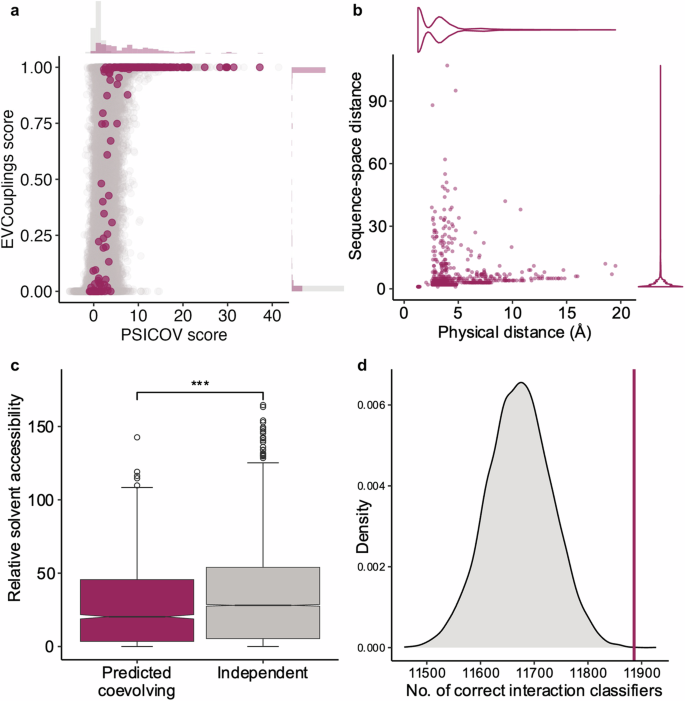 a
EVCouplings score
1.00
0.75
0.50
0.25
0.00
0
10
20
30
40
PSICOV score
b
Sequence-space distance
90
60
30
0
0
5
10
15
20
Physical distance (Å)
c
Relative solvent accessibility
***
150
100
50
0
Predicted
coevolving
Independent
d
Density
0.006
0.004
0.002
0.000
11500
11600
11700
11800
11900
No. of correct interaction classifiers